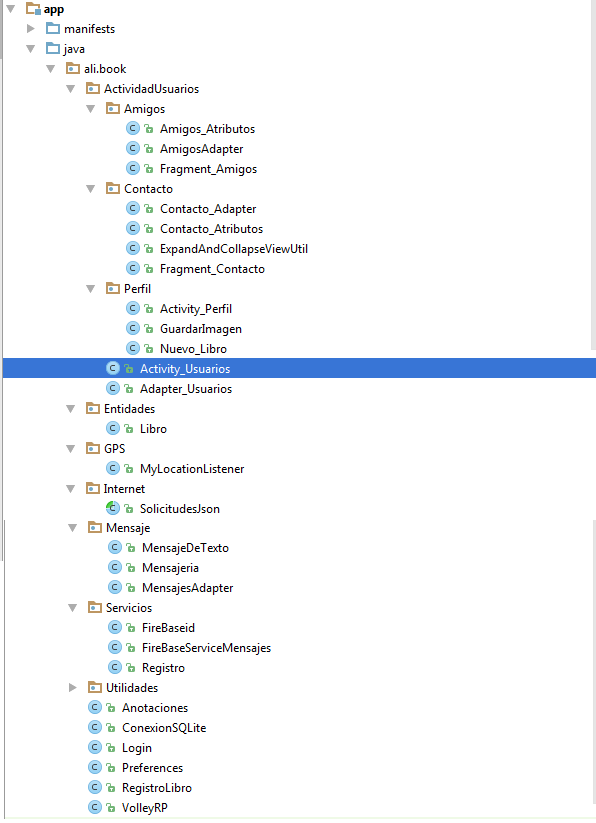 app
manifests
java
ali.book
ActividadUsuarios
Amigos
Amigos_Atributos
AmigosAdapter
Fragment_Amigos
Contacto
Contacto_Adapter
Contacto_Atributos
ExpandAndCollapseViewUtil
Fragment_Contacto
Perfil
Activity_Perfil
GuardarImagen
Nuevo_Libro
Activity_Usuarios
Adapter_Usuarios
Entidades
Libro
GPS
MyLocationListener
Internet
SolicitudesJson
Mensaje
MensajeDeTexto
Mensajeria
MensajesAdapter
Servicios
FireBaseid
FireBaseServiceMensajes
Registro
Utilidades
Anotaciones
ConexionSQLite
Login
Preferences
RegistroLibro
VolleyRP